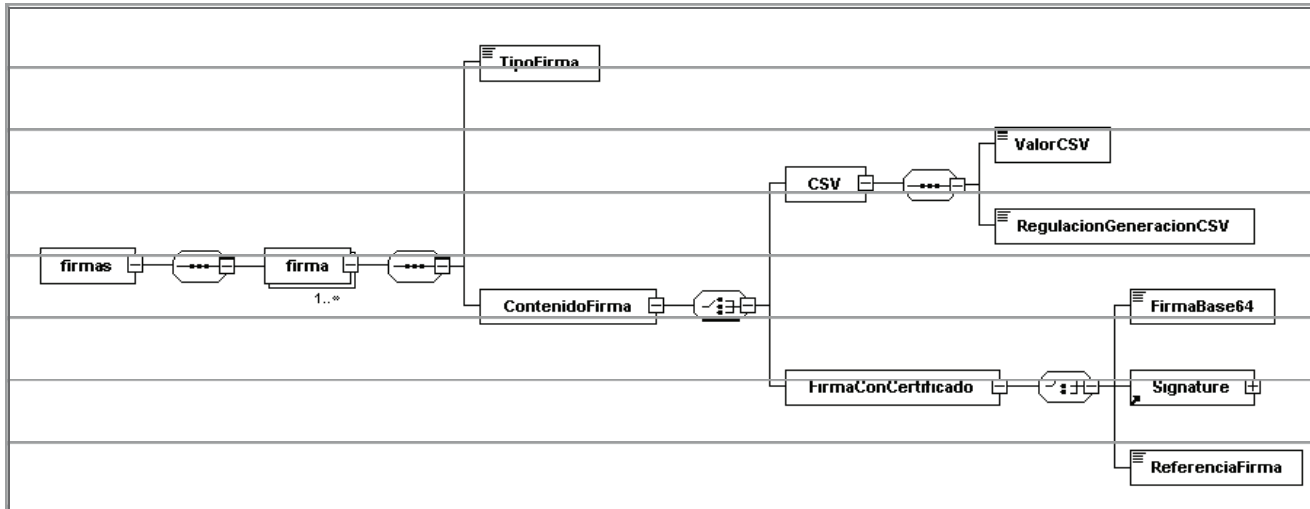 TipoFirma
ValorCSV
CSV
RegulacionGeneracionCSV
firmas
firma
1..∞
ContenidoFirma
FirmaBase64
FirmaConCertificado
Signature
ReferenciaFirma